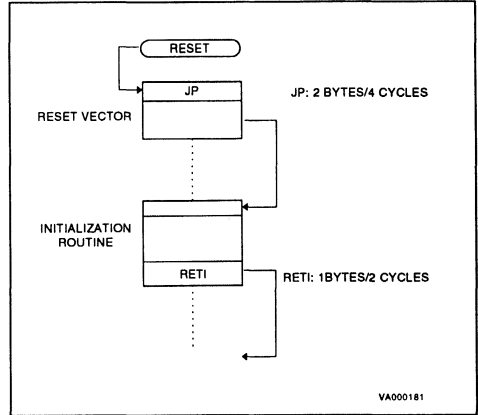 RESET
JP
JP: 2 BYTES/4 CYCLES
RESET VECTOR
INITIALIZATION
ROUTINE
RETI
RETI: 1BYTES/2 CYCLES
VA000181